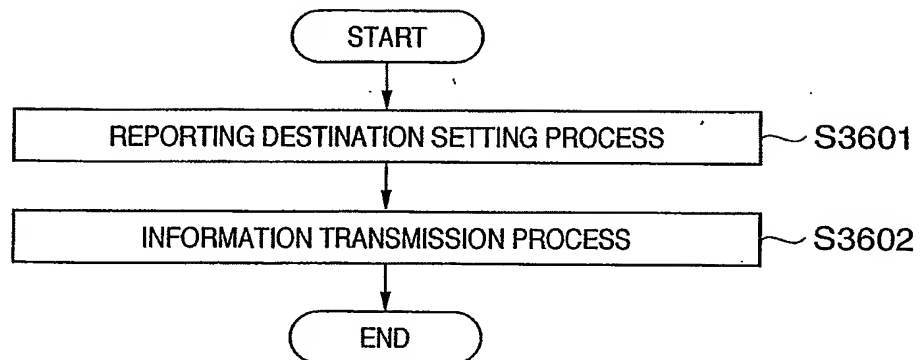 START
REPORTING DESTINATION SETTING PROCESS
S3601
INFORMATION TRANSMISSION PROCESS
S3602
END